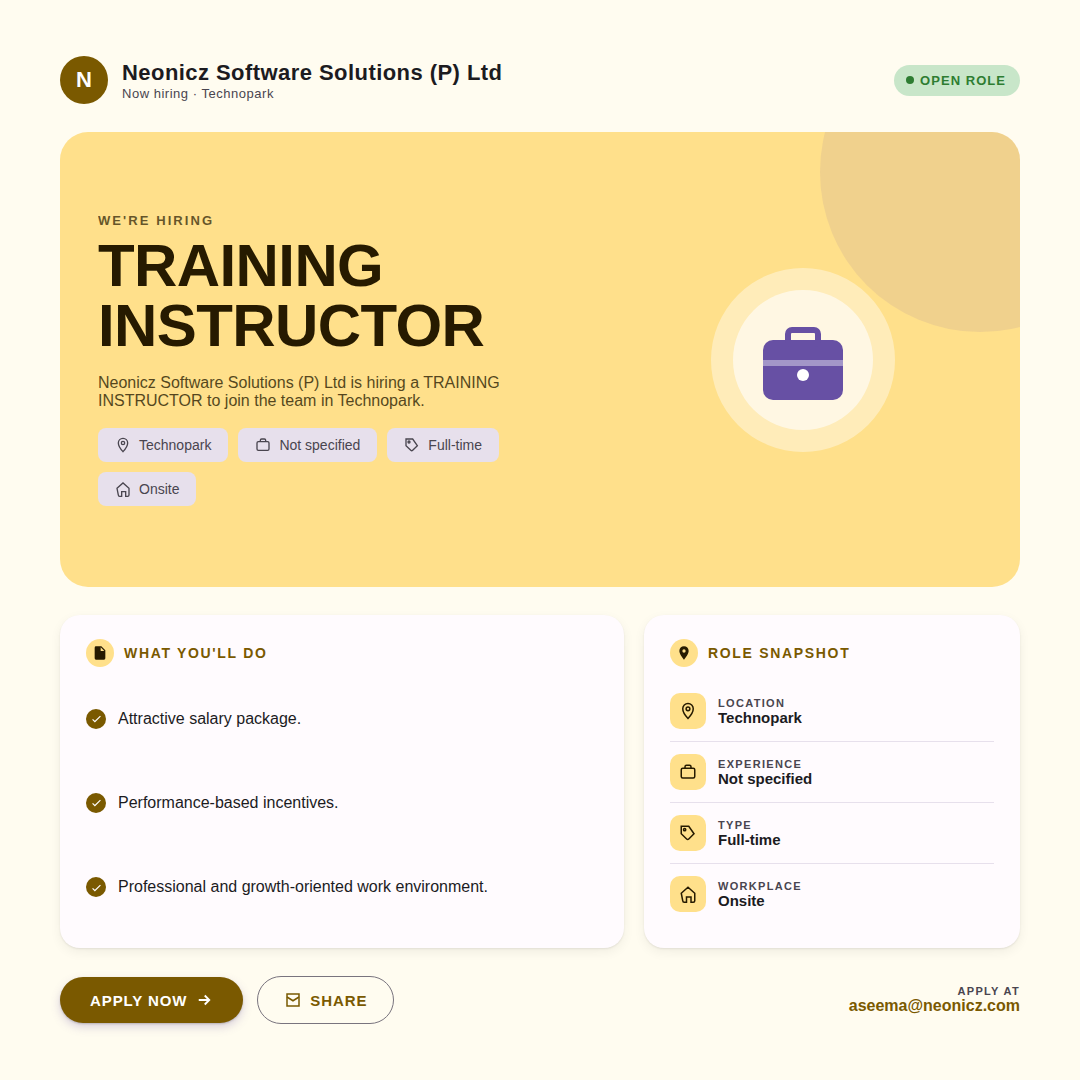 N
Neonicz Software Solutions (P) Ltd
Now hiring · Technopark
OPEN ROLE
WE'RE HIRING
TRAINING
INSTRUCTOR
Neonicz Software Solutions (P) Ltd is hiring a TRAINING
INSTRUCTOR to join the team in Technopark.
Technopark
Not specified
Full-time
Onsite
WHAT YOU'LL DO
Attractive salary package.
Performance-based incentives.
Professional and growth-oriented work environment.
ROLE SNAPSHOT
LOCATION
Technopark
EXPERIENCE
Not specified
TYPE
Full-time
WORKPLACE
Onsite
APPLY NOW
SHARE
APPLY AT
aseema@neonicz.com